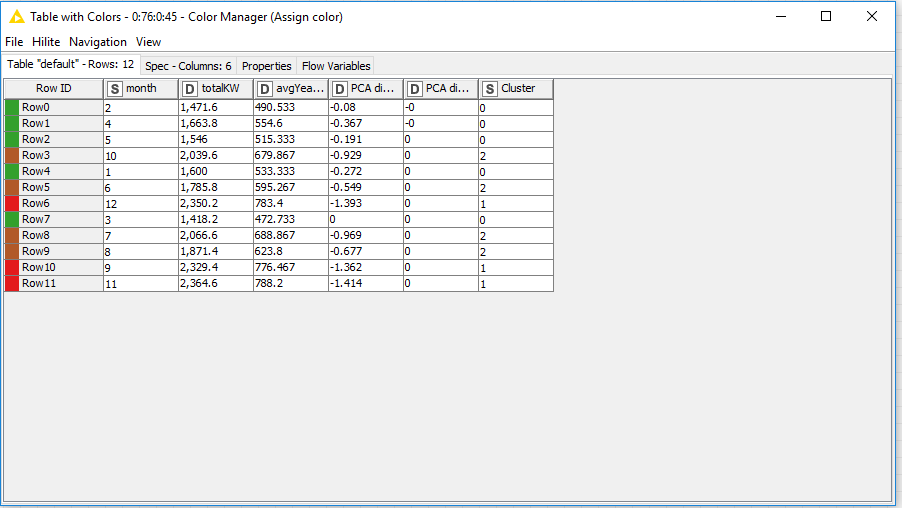 Table with Colors - 0:76:0:45 - Color Manager (Assign color)
File Hilite Navigation View
Table "default" - Rows: 12 Spec - Columns: 6 Properties Flow Variables
Row ID S month D totalKW D avgYea... D PCA di... D PCA di... S Cluster
Row0 2 1,471.6 490.533 -0.08 -0 0
Row1 4 1,663.8 554.6 -0.367 -0 0
Row2 5 1,546 515.333 -0.191 0 0
Row3 10 2,039.6 679.867 -0.929 0 2
Row4 1 1,600 533.333 -0.272 0 0
Row5 6 1,785.8 595.267 -0.549 0 2
Row6 12 2,350.2 783.4 -1.393 0 1
Row7 3 1,418.2 472.733 0 0 0
Row8 7 2,066.6 688.867 -0.969 0 2
Row9 8 1,871.4 623.8 -0.677 0 2
Row10 9 2,329.4 776.467 -1.362 0 1
Row11 11 2,364.6 788.2 -1.414 0 1